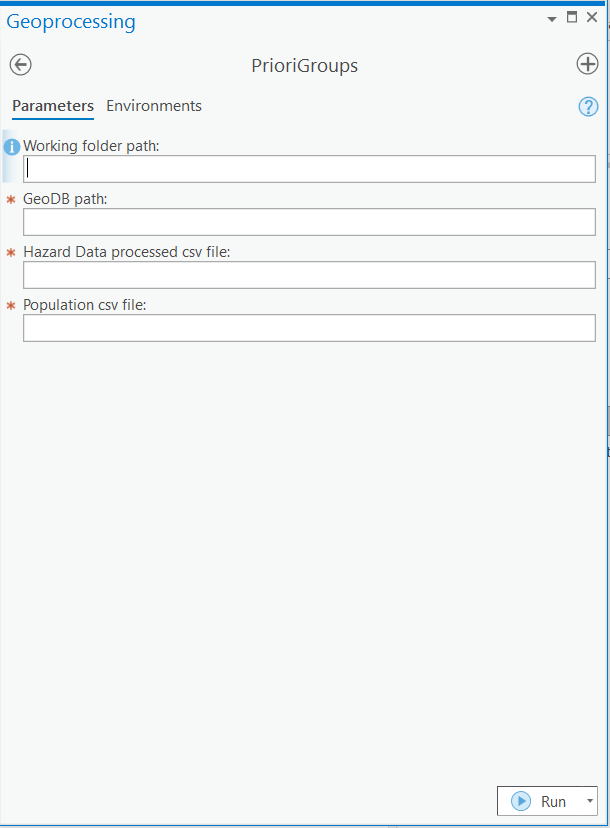 Geoprocessing
PrioriGroups
Parameters Environments
Working folder path:
* GeoDB path:
* Hazard Data processed csv file:
* Population csv file:
Run